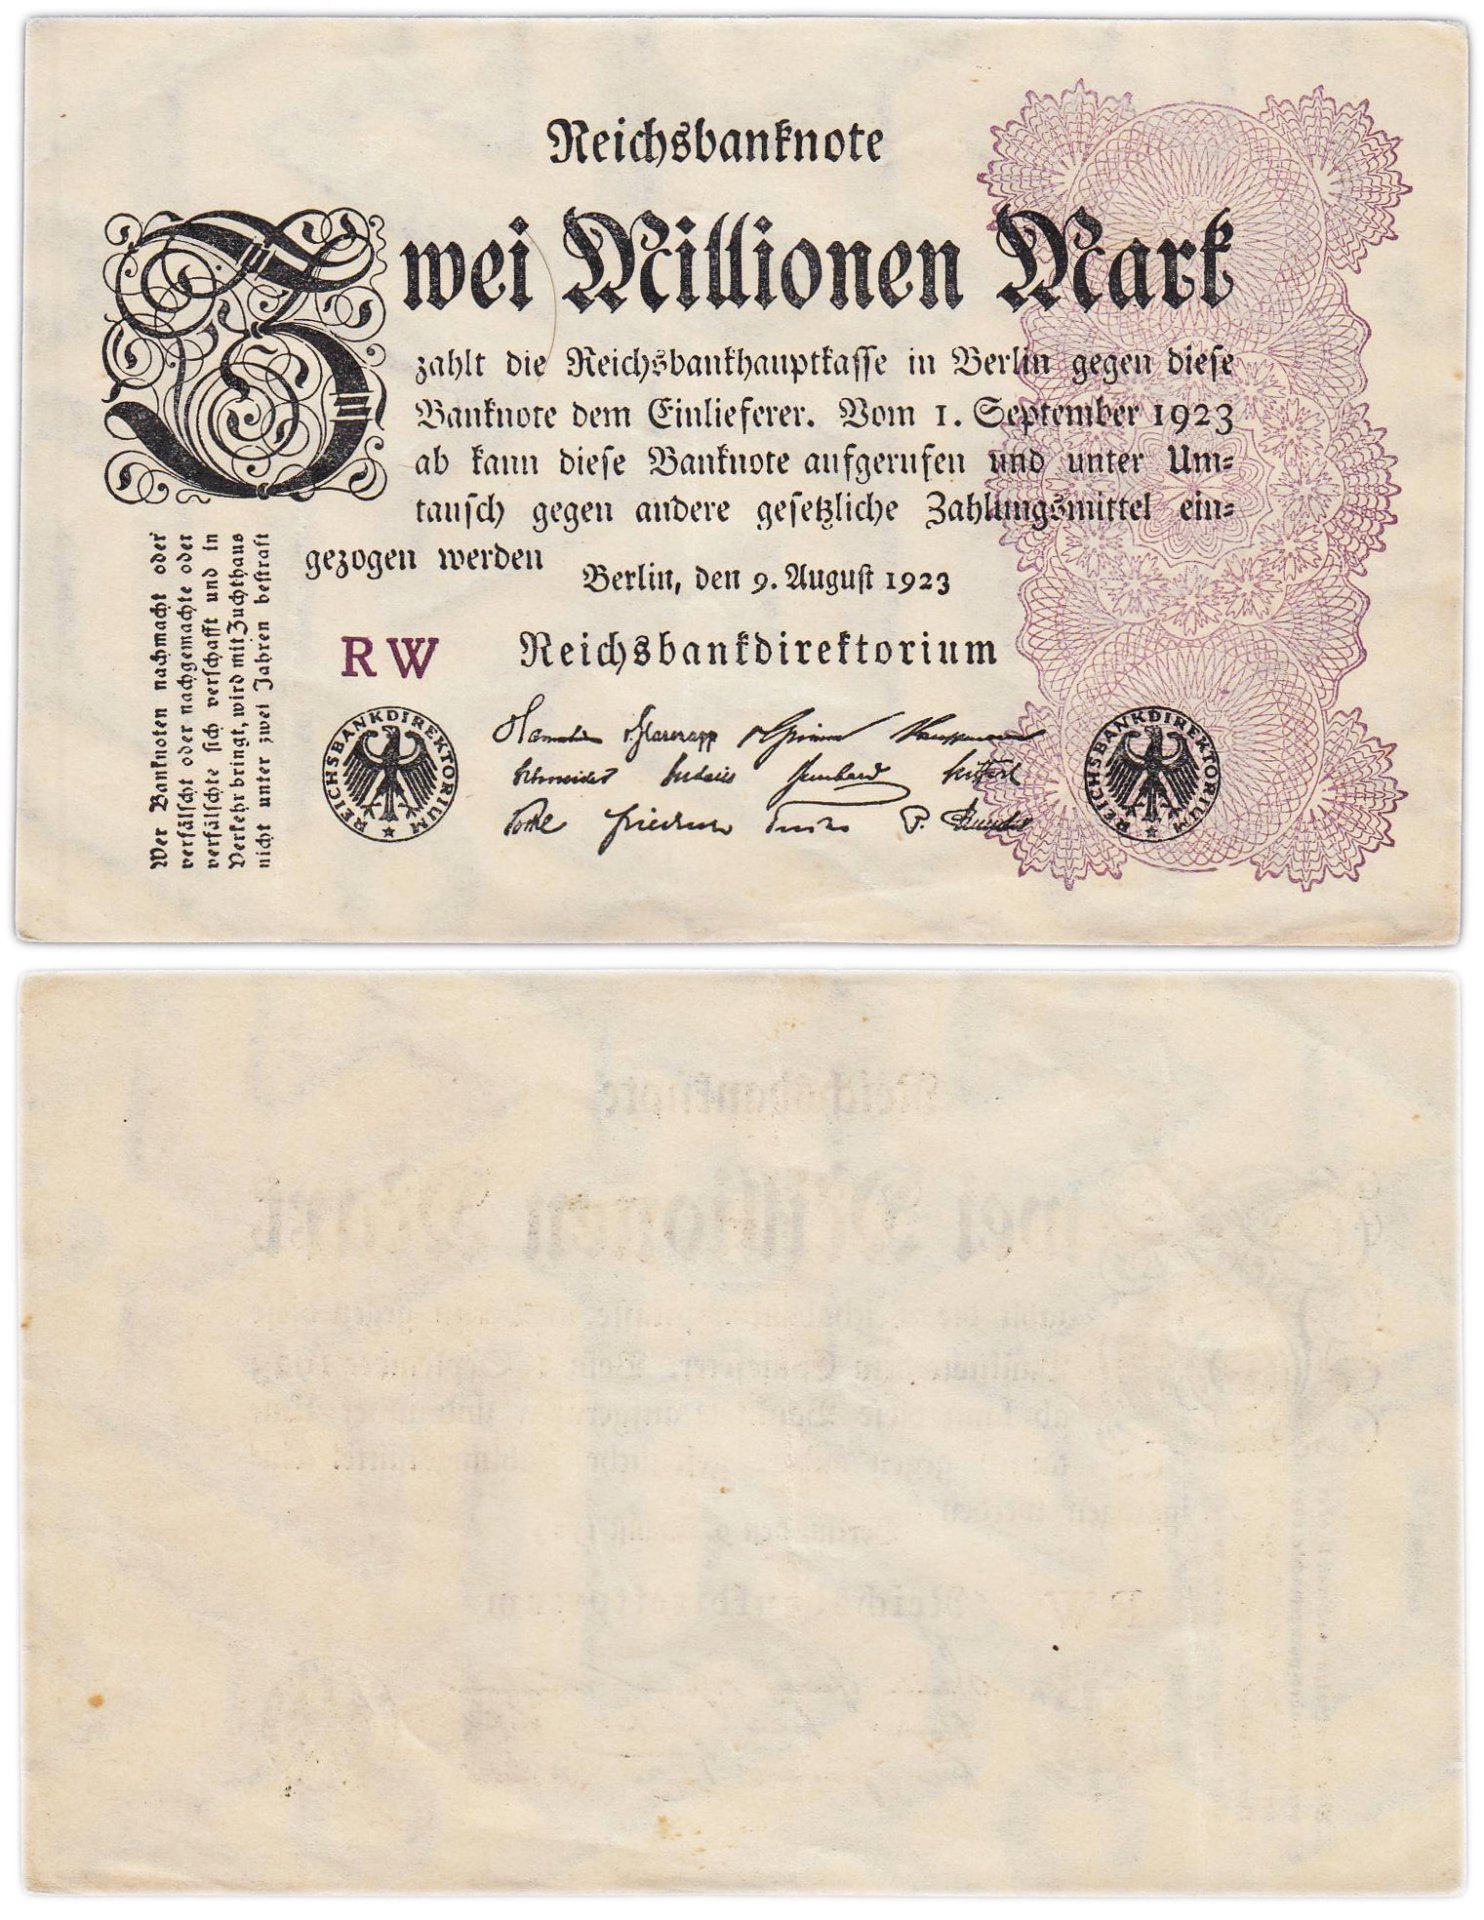 Reichsbanknote
Zwei Millionen Mark
zahlt die Reichsbankhauptkasse in Berlin gegen diese
Banknote dem Einlieferer. Vom 1. September 1923
ab kann diese Banknote aufgerufen und unter Um-
tausch gegen andere gesetzliche Zahlungsmittel ein-
gezogen werden
Berlin, den 9. August 1923
RW
Reichsbankdirektorium
REICHSBANKDIREKTORIUM
REICHSBANKDIREKTORIUM
Wer Banknoten nachmacht oder
verfälscht oder nachgemachte oder
verfälschte sich verschafft und in
Verkehr bringt, wird mit Zuchthaus
nicht unter zwei Jahren bestraft